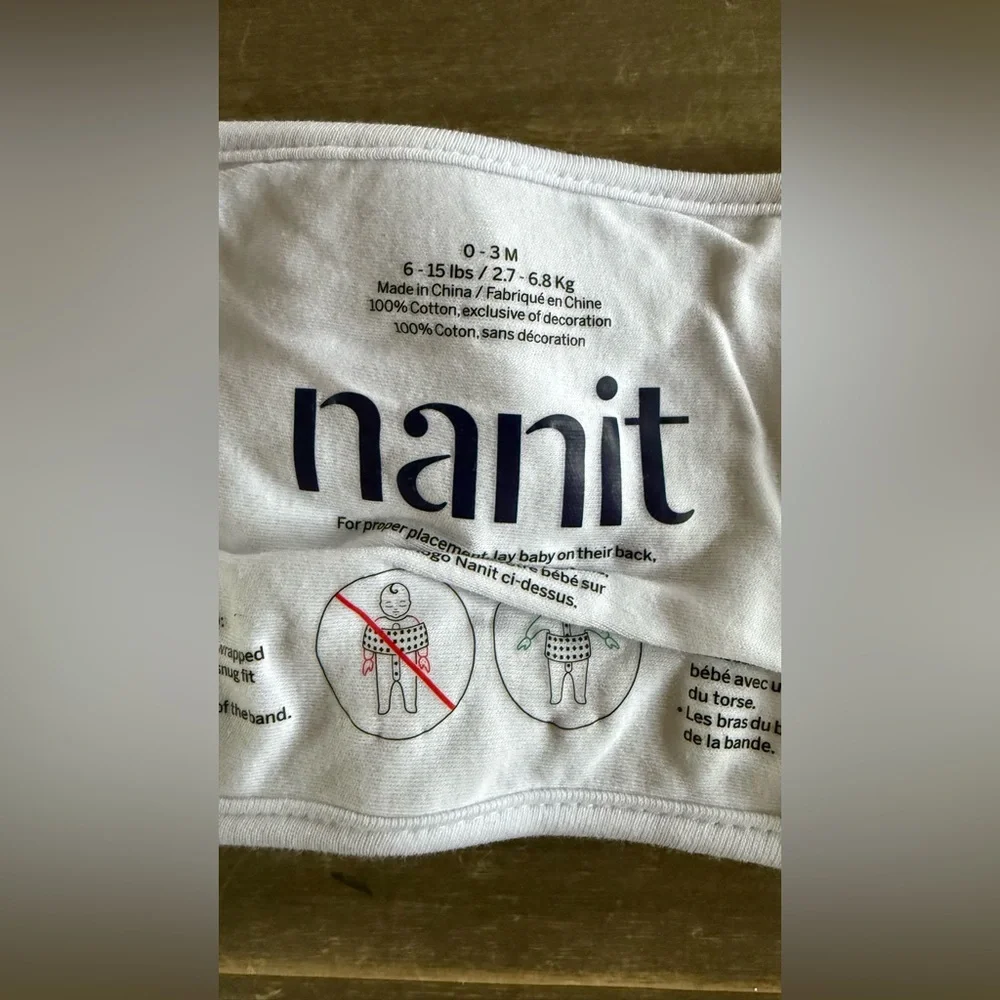 0 - 3 M
6 - 15 lbs / 2.7 - 6.8 Kg
Made in China / Fabriqué en Chine
100% Cotton, exclusive of decoration
100% Coton, sans décoration
nanit
For proper placement, lay baby on their back,
bébé sur
logo Nanit ci-dessus.
wrapped
snug fit
of the band.
bébé avec u
du torse.
• Les bras du b
de la bande.